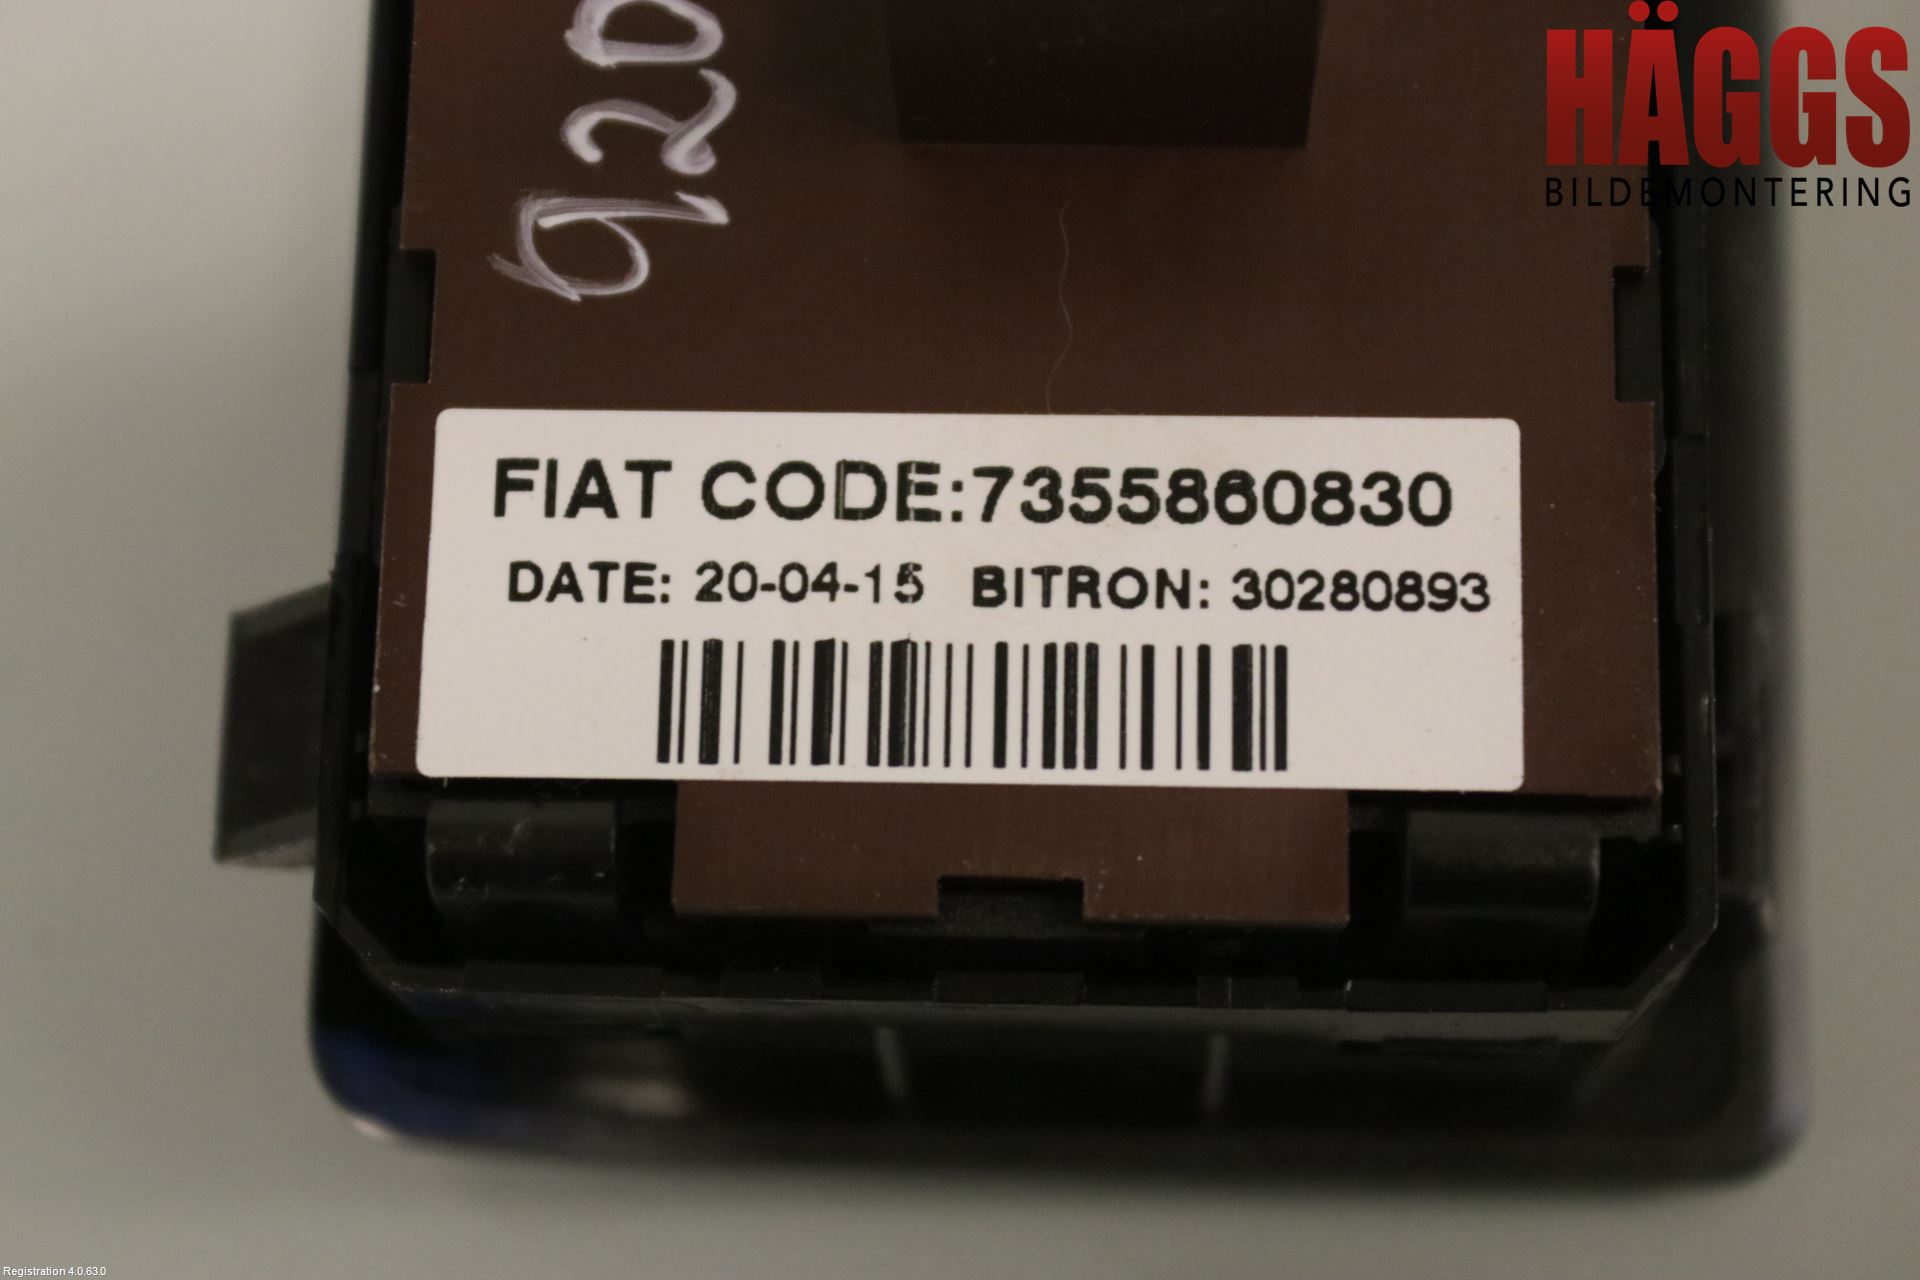 HÄGGS
BILDEMONTERING
920
FIAT CODE:7355860830
DATE: 20-04-15 BITRON: 30280893
Registration 4.0.63.0